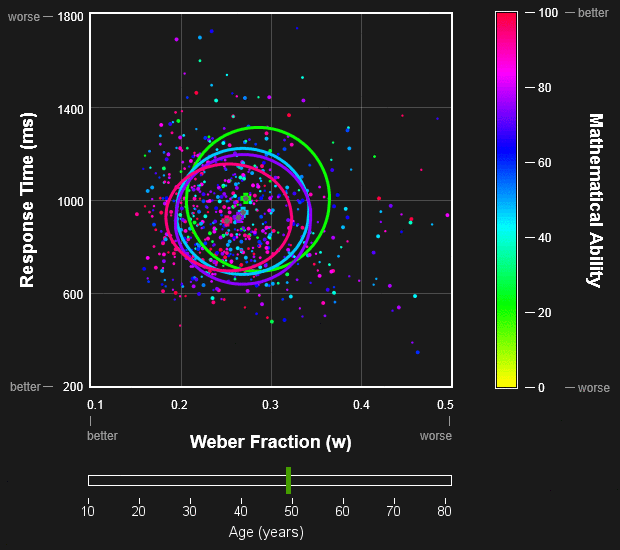 worse
1800
1400
1000
600
better
200
Response Time (ms)
0.1
0.2
0.3
0.4
0.5
better
worse
Weber Fraction (w)
10
20
30
40
50
60
70
80
Age (years)
100
better
80
60
40
20
0
worse
Mathematical Ability